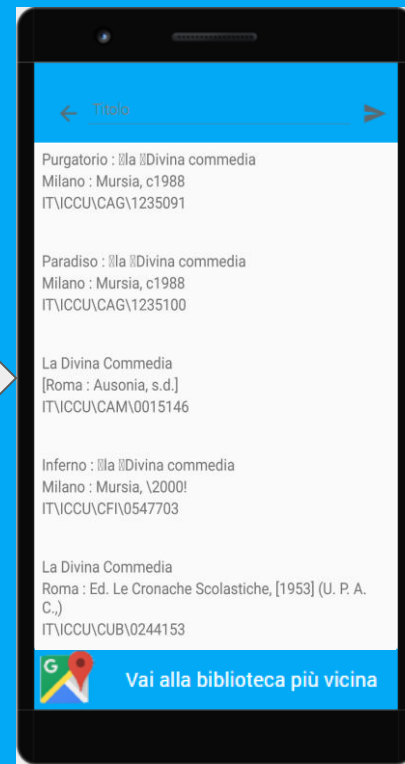 Titolo
Purgatorio : la Divina commedia
Milano : Mursia, c1988
IT\ICCU\CAG\1235091
Paradiso : la Divina commedia
Milano : Mursia, c1988
IT\ICCU\CAG\1235100
La Divina Commedia
[Roma : Ausonia, s.d.]
IT\ICCU\CAM\0015146
Inferno : la Divina commedia
Milano : Mursia, \2000!
IT\ICCU\CFI\0547703
La Divina Commedia
Roma : Ed. Le Cronache Scolastiche, [1953] (U. P. A.
C.,)
IT\ICCU\CUB\0244153
G
Vai alla biblioteca più vicina